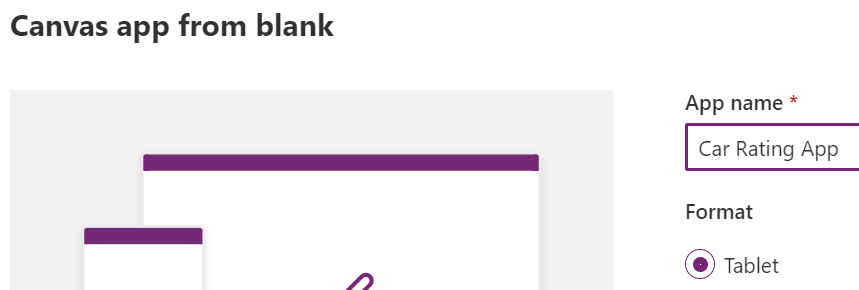 Canvas app from blank
App name *
Car Rating App
Format
Tablet